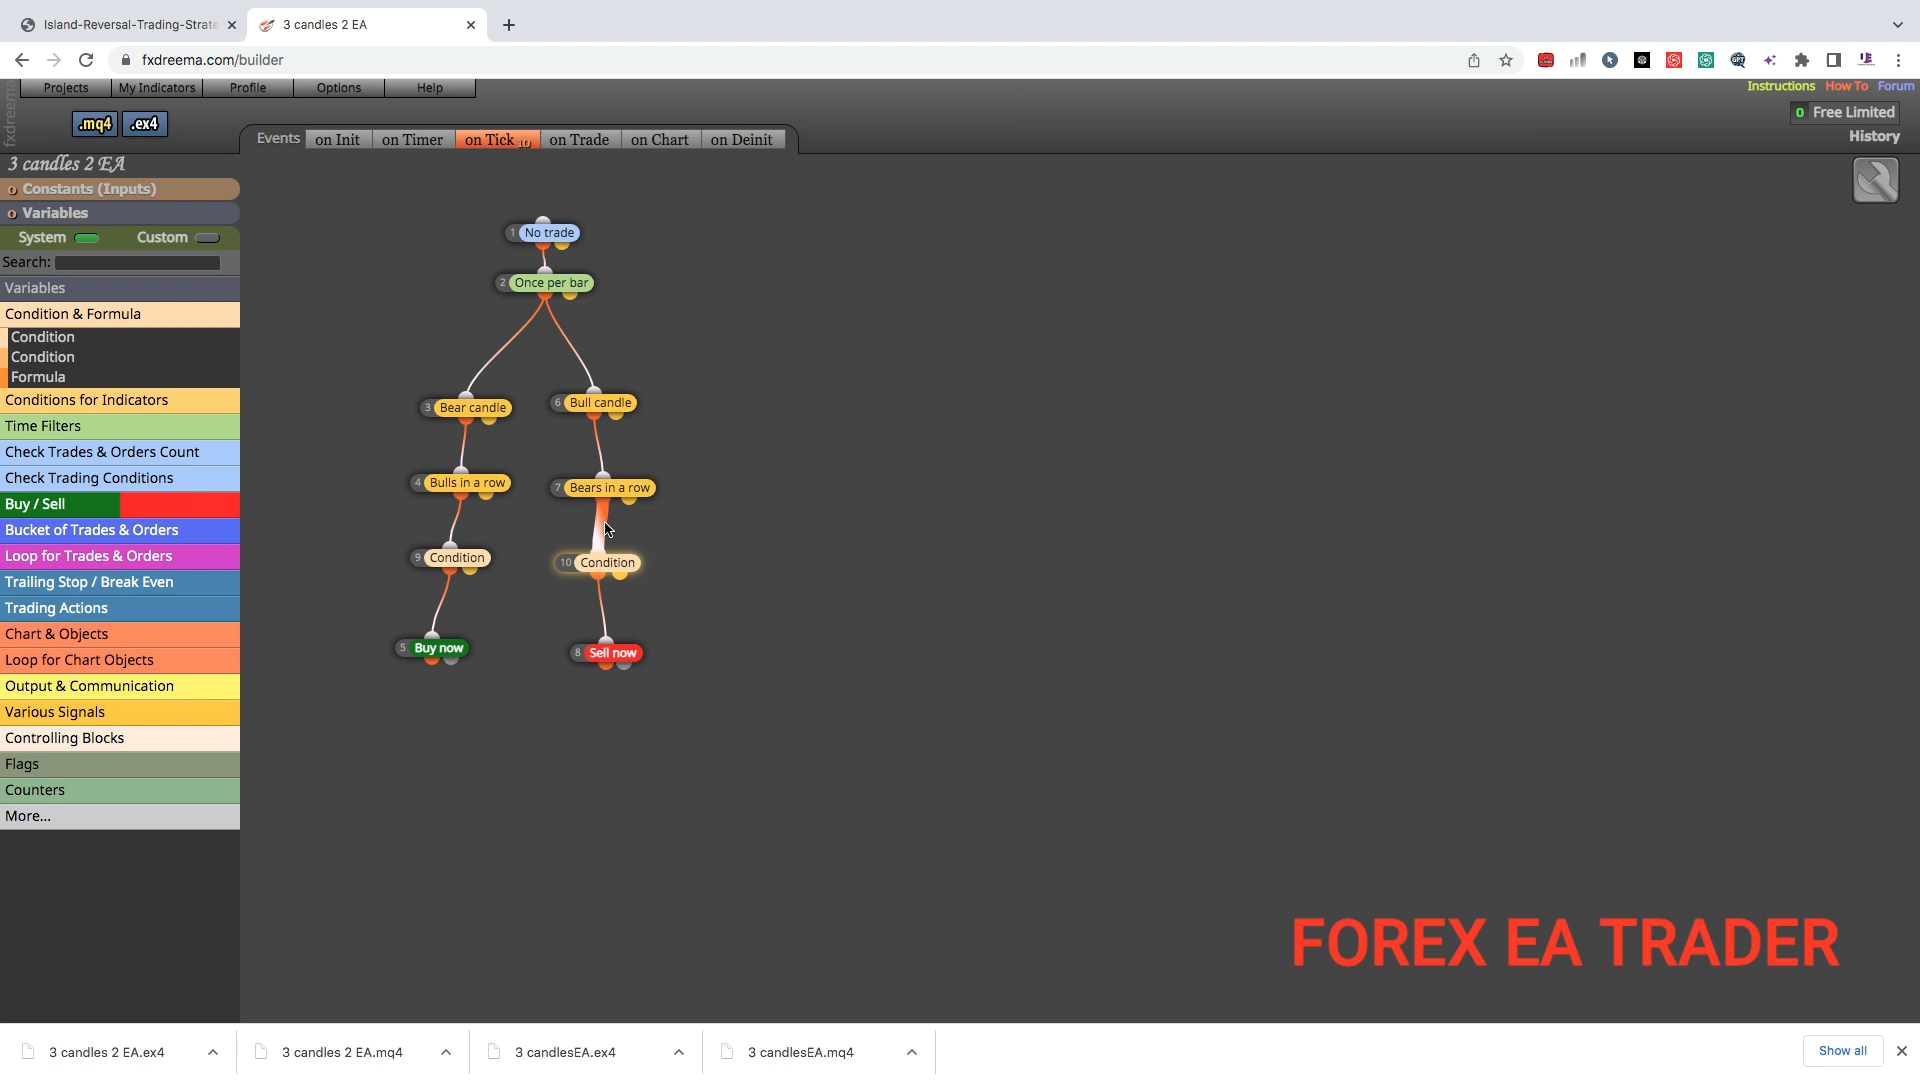 Island-Reversal-Trading-Strate
3 candles 2 EA
fxdreema.com/builder
fxdreema
Projects
My Indicators
Profile
Options
Help
Instructions
How To
Forum
.mq4
.ex4
0 Free Limited
History
Events
on Init
on Timer
on Tick 10
on Trade
on Chart
on Deinit
3 candles 2 EA
o Constants (Inputs)
o Variables
System
Custom
Search:
Variables
Condition & Formula
Condition
Condition
Formula
Conditions for Indicators
Time Filters
Check Trades & Orders Count
Check Trading Conditions
Buy / Sell
Bucket of Trades & Orders
Loop for Trades & Orders
Trailing Stop / Break Even
Trading Actions
Chart & Objects
Loop for Chart Objects
Output & Communication
Various Signals
Controlling Blocks
Flags
Counters
More...
1 No trade
2 Once per bar
3 Bear candle
6 Bull candle
4 Bulls in a row
7 Bears in a row
9 Condition
10 Condition
5 Buy now
8 Sell now
FOREX EA TRADER
3 candles 2 EA.ex4
3 candles 2 EA.mq4
3 candlesEA.ex4
3 candlesEA.mq4
Show all